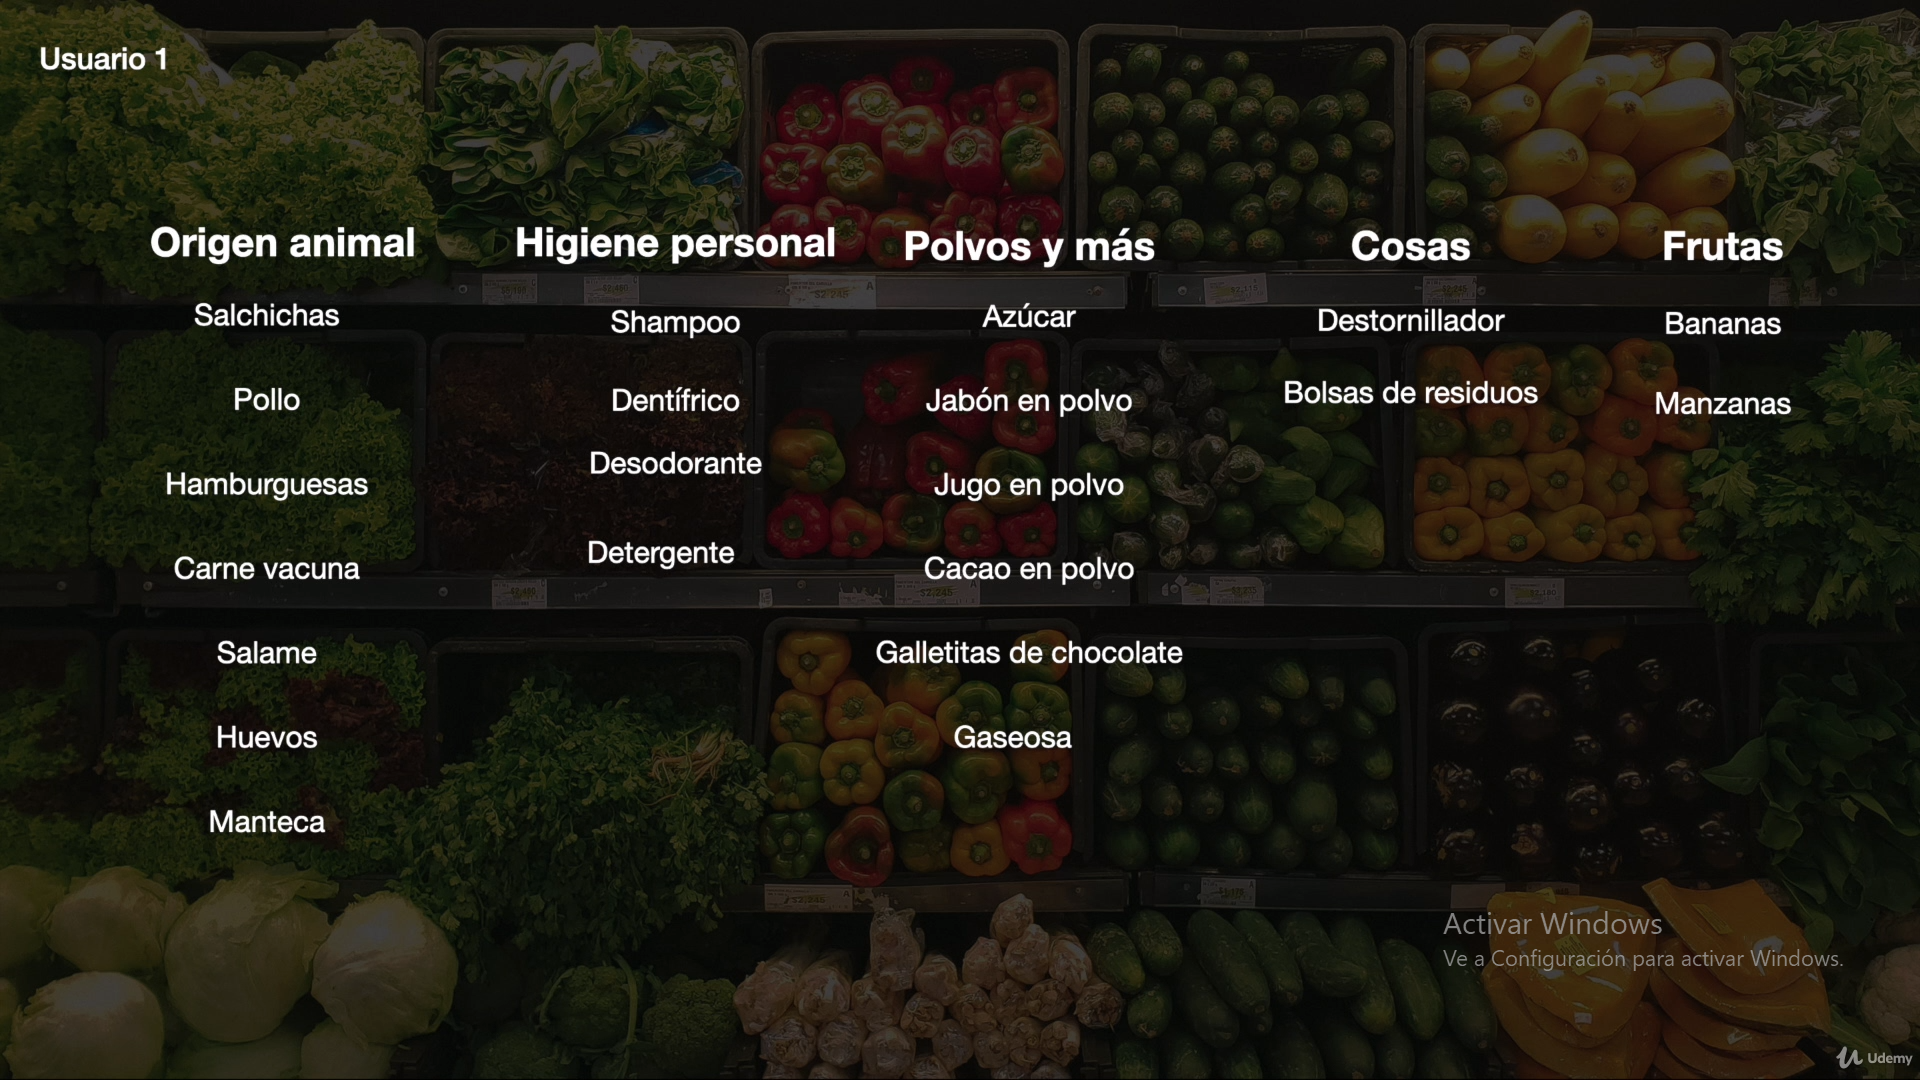 Usuario 1
Origen animal
Salchichas
Pollo
Hamburguesas
Carne vacuna
Salame
Huevos
Manteca
Higiene personal
Shampoo
Dentífrico
Desodorante
Detergente
Polvos y más
Azúcar
Jabón en polvo
Jugo en polvo
Cacao en polvo
Galletitas de chocolate
Gaseosa
Cosas
Destornillador
Bolsas de residuos
Frutas
Bananas
Manzanas
$2,245
Activar Windows
Ve a Configuración para activar Windows.
Udemy